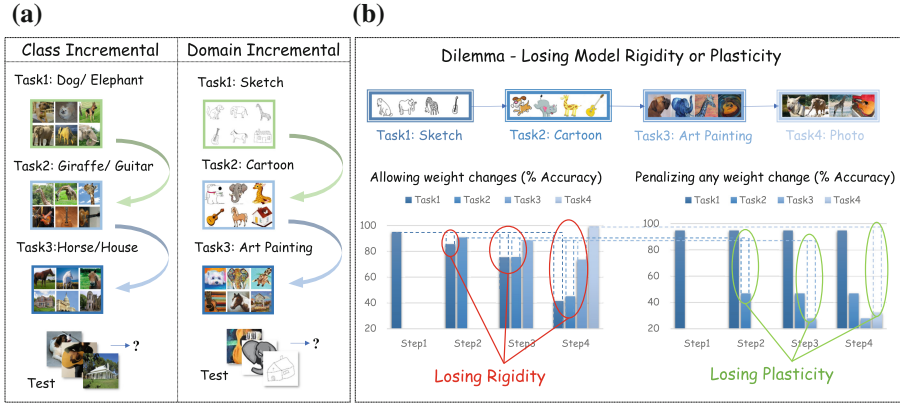 (a)
Class Incremental
Task1: Dog/ Elephant
Task2: Giraffe/ Guitar
Task3:Horse/House
Test
?
Domain Incremental
Task1: Sketch
Task2: Cartoon
Task3: Art Painting
Test
?
(b)
Dilemma - Losing Model Rigidity or Plasticity
Task1: Sketch
Task2: Cartoon
Task3: Art Painting
Task4: Photo
Allowing weight changes (% Accuracy)
Task1 Task2 Task3 Task4
100
80
60
40
20
Step1 Step2 Step3 Step4
Losing Rigidity
Penalizing any weight change (% Accuracy)
Task1 Task2 Task3 Task4
100
80
60
40
20
Step1 Step2 Step3 Step4
Losing Plasticity